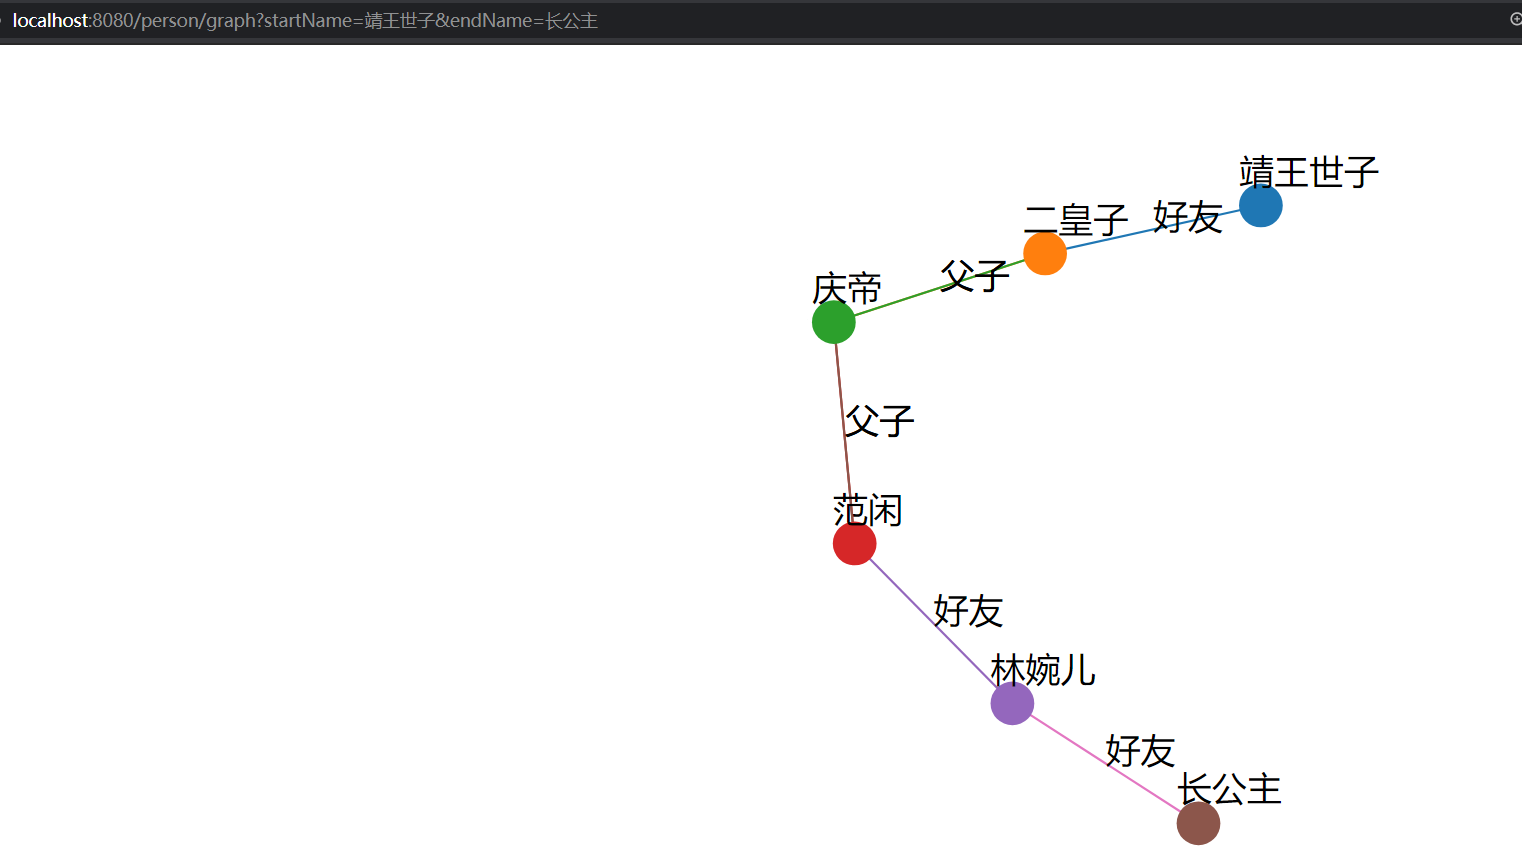 localhost:8080/person/graph?startName=靖王世子&endName=长公主
靖王世子
好友
二皇子
父子
庆帝
父子
范闲
好友
林婉儿
好友
长公主